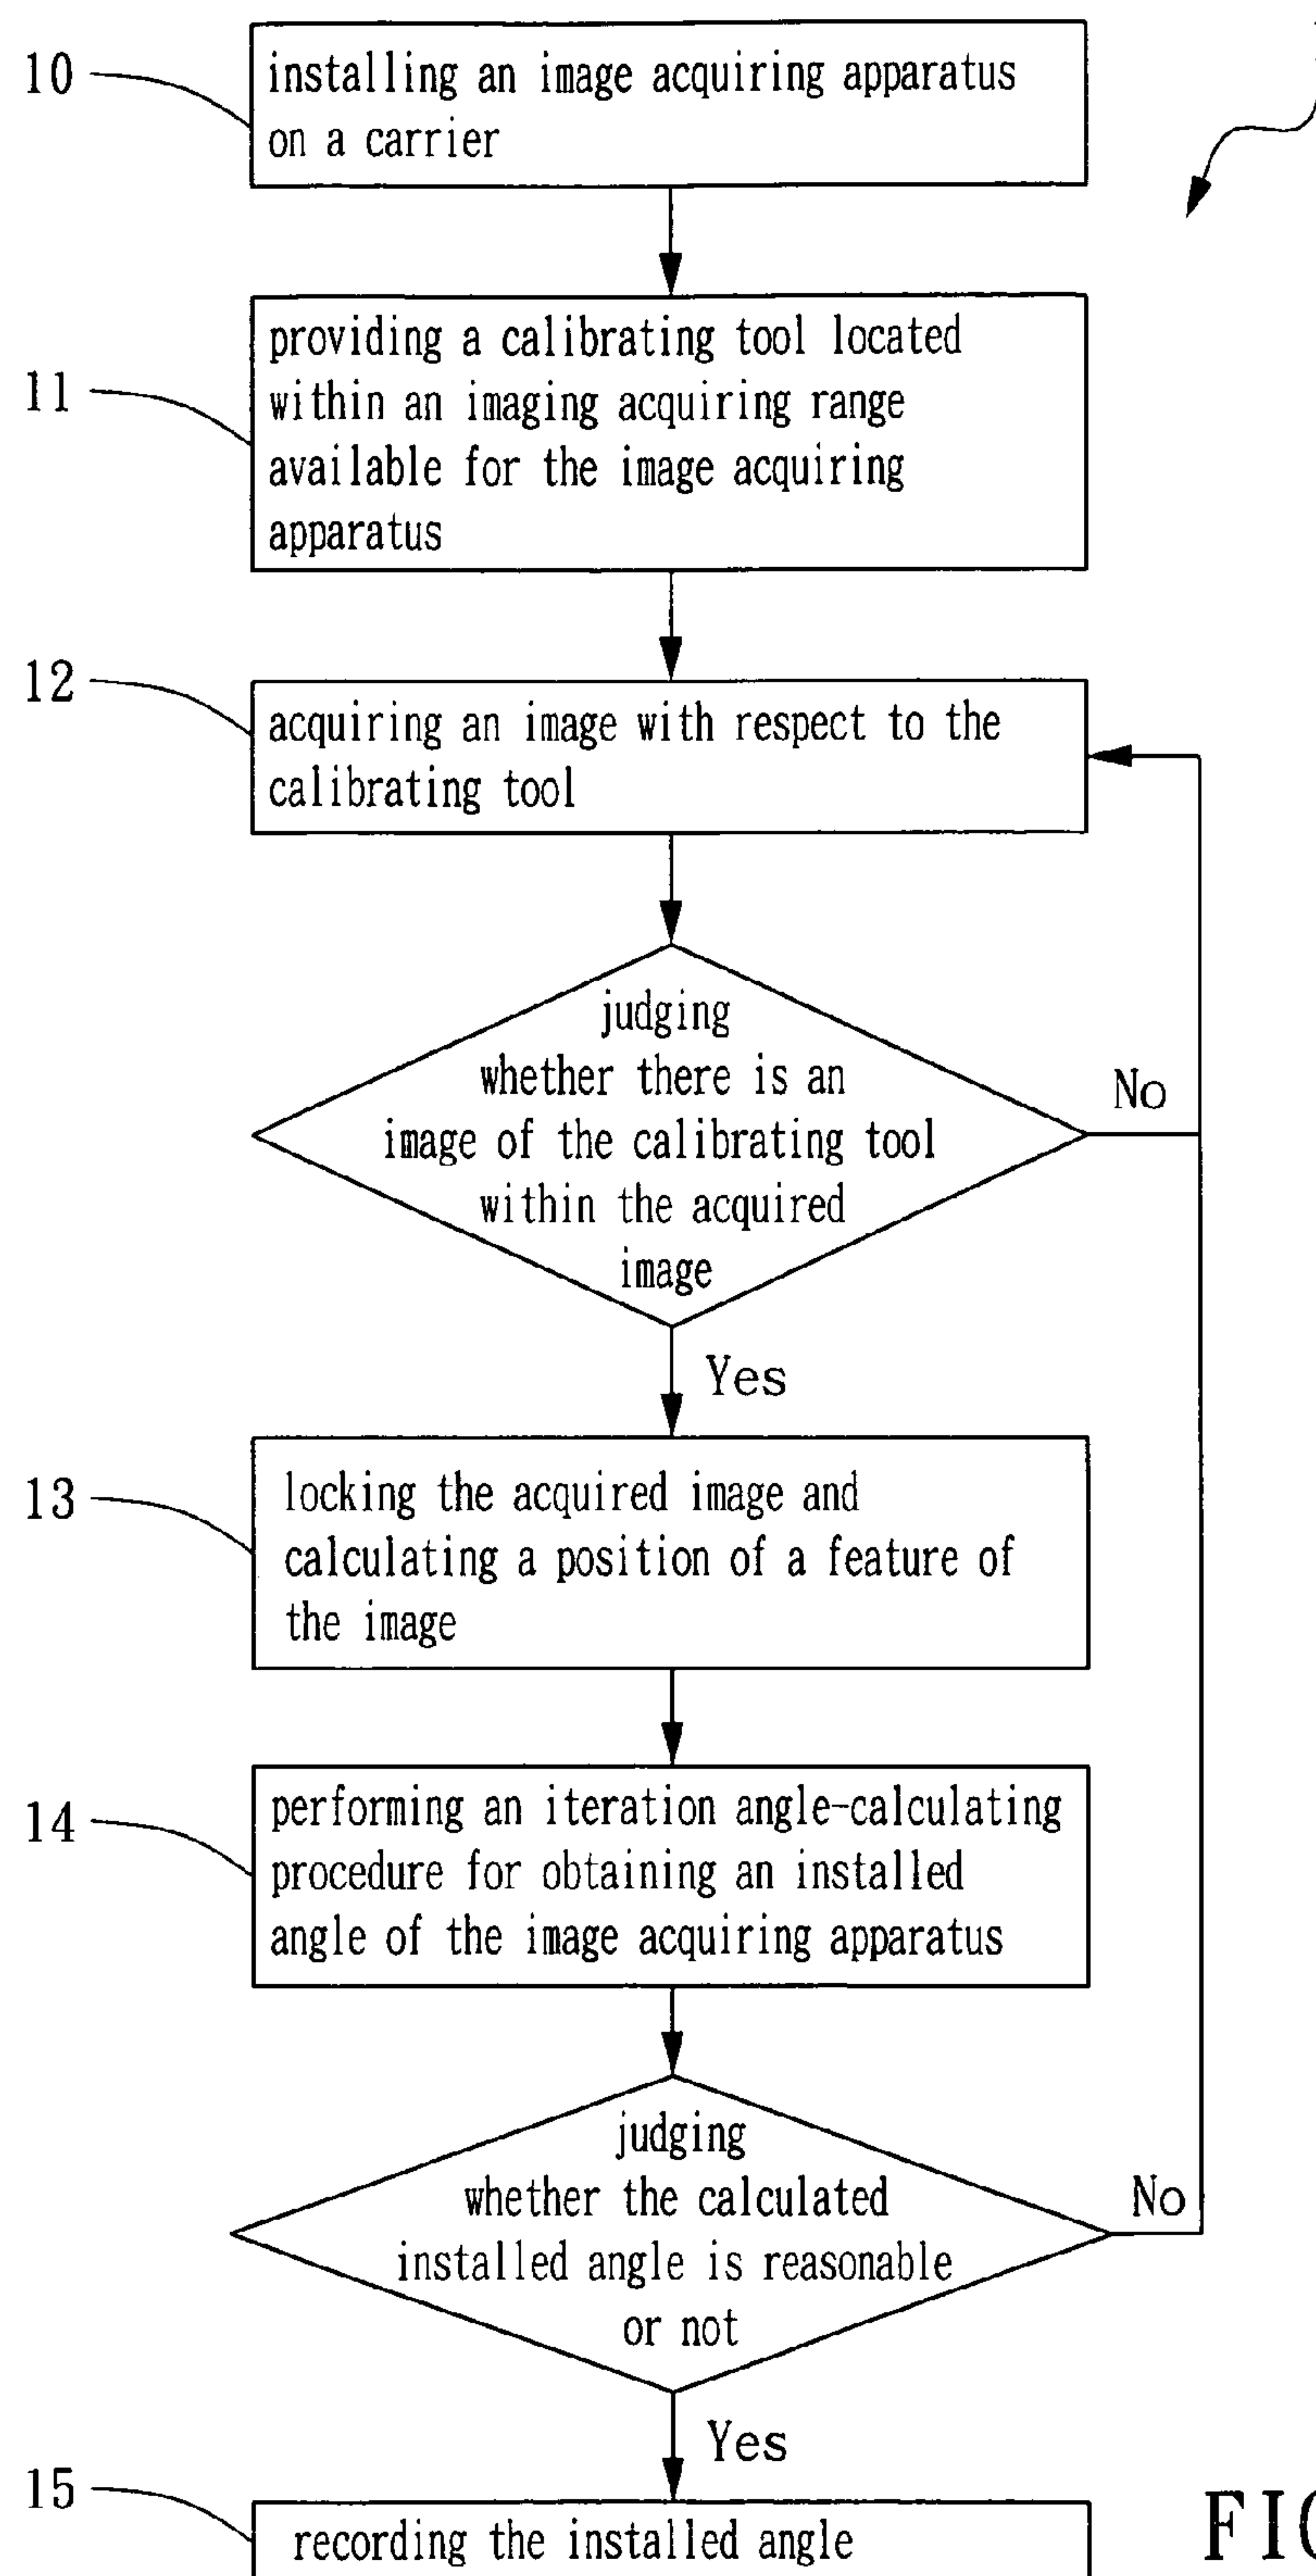 10
installing an image acquiring apparatus
on a carrier
11
providing a calibrating tool located
within an imaging acquiring range
available for the image acquiring
apparatus
12
acquiring an image with respect to the
calibrating tool
judging
whether there is an
image of the calibrating tool
within the acquired
image
No
Yes
13
locking the acquired image and
calculating a position of a feature of
the image
14
performing an iteration angle-calculating
procedure for obtaining an installed
angle of the image acquiring apparatus
judging
whether the calculated
installed angle is reasonable
or not
No
Yes
15
recording the installed angle